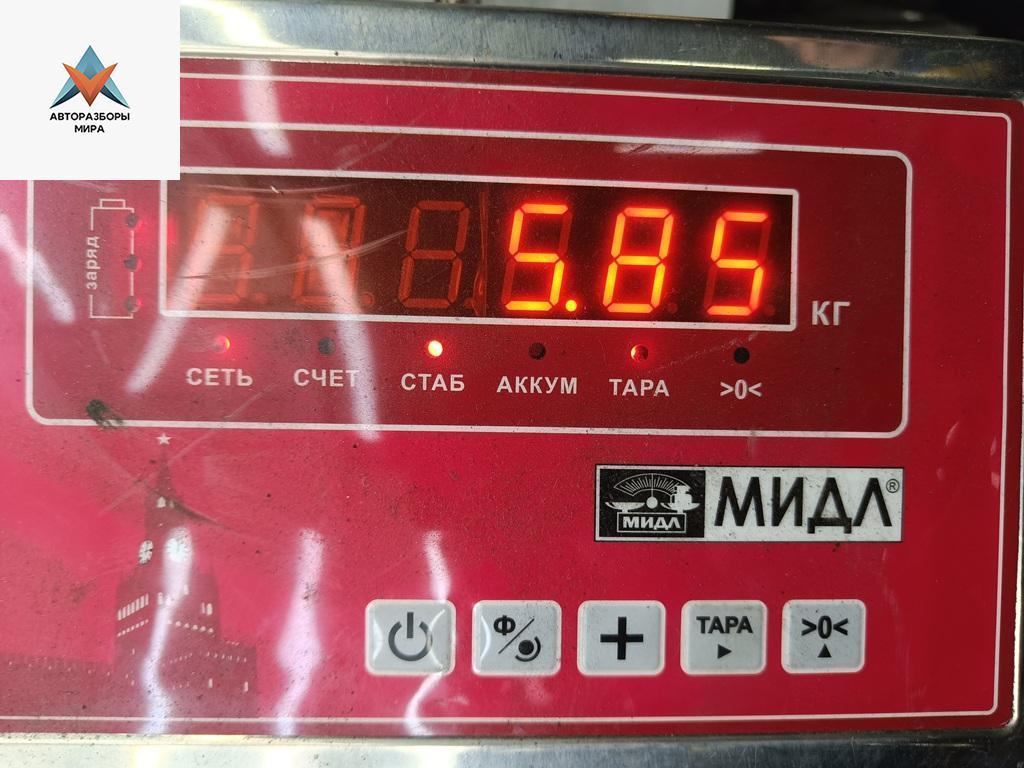 АВТОРАЗБОРЫ
МИРА
заряд
5.85
КГ
СЕТЬ СЧЕТ СТАБ АККУМ ТАРА >0<
МИДЛ МИДЛ®
Ф ТАРА >0<